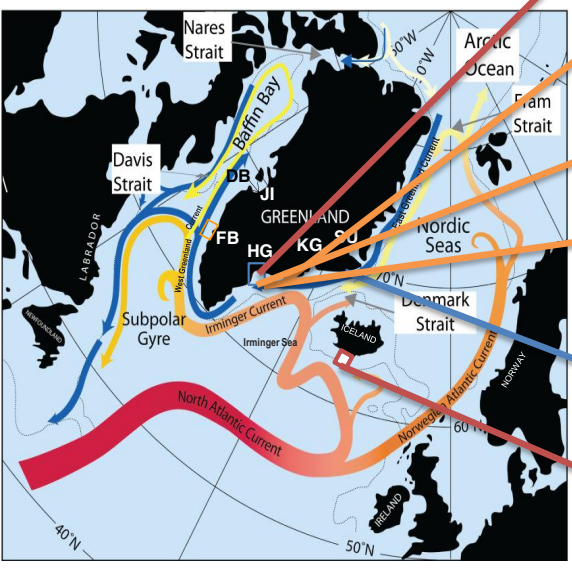 Nares
Strait
60°W
0°W
Arctic
Ocean
Fram
Strait
Baffin Bay
Davis
Strait
DB
JI
GREENLAND
East Greenland Current
LABRADOR
West Greenland
Current
FB
HG
KG
SU
Nordic
Seas
70°N
Denmark
Strait
NEWFOUNDLAND
Subpolar
Gyre
Irminger Current
Irminger Sea
ICELAND
NORWAY
North Atlantic Current
Norwegian Atlantic Current
60°N
IRELAND
40°N
50°N